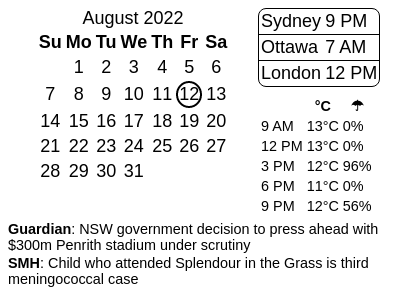 August 2022
Su Mo Tu We Th Fr Sa
1 2 3 4 5 6
7 8 9 10 11 12 13
14 15 16 17 18 19 20
21 22 23 24 25 26 27
28 29 30 31
Sydney 9 PM
Ottawa 7 AM
London 12 PM
°C ☂
9 AM 13°C 0%
12 PM 13°C 0%
3 PM 12°C 96%
6 PM 11°C 0%
9 PM 12°C 56%
Guardian: NSW government decision to press ahead with
$300m Penrith stadium under scrutiny
SMH: Child who attended Splendour in the Grass is third
meningococcal case